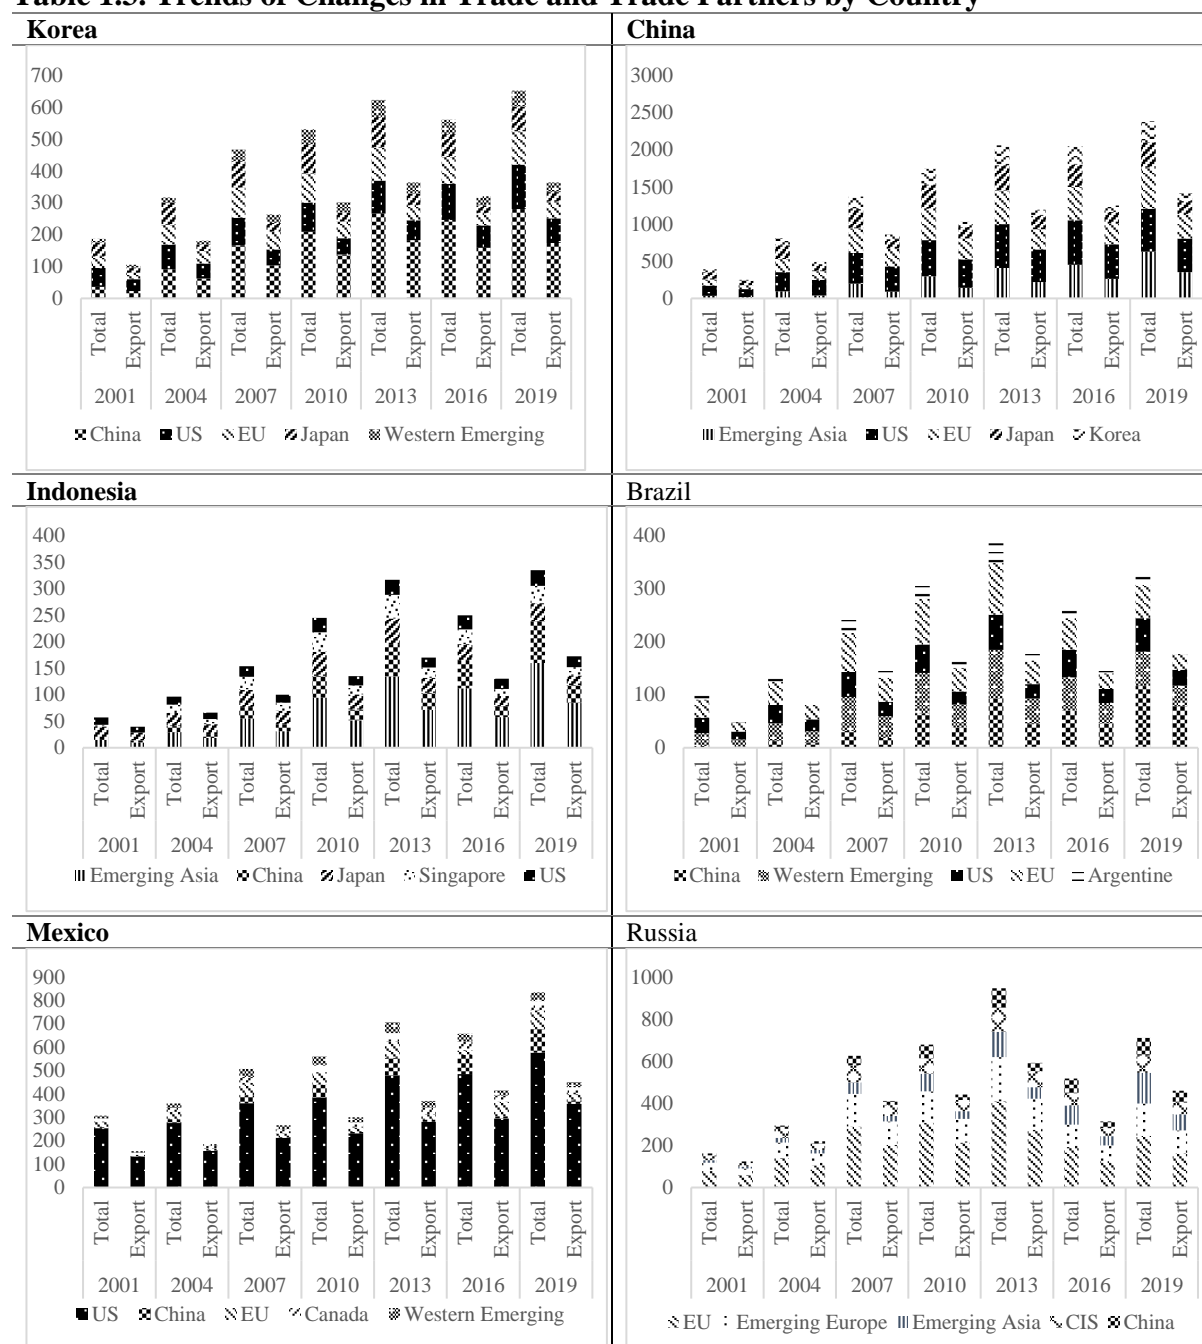 Table 1.3. Trends of Changes in Trade and Trade Partners by Country
Korea
700
600
500
400
300
200
100
0
Total Export Total Export Total Export Total Export Total Export Total Export Total Export
2001 2004 2007 2010 2013 2016 2019
China US EU Japan Western Emerging
China
3000
2500
2000
1500
1000
500
0
Total Export Total Export Total Export Total Export Total Export Total Export Total Export
2001 2004 2007 2010 2013 2016 2019
Emerging Asia US EU Japan Korea
Indonesia
400
350
300
250
200
150
100
50
0
Total Export Total Export Total Export Total Export Total Export Total Export Total Export
2001 2004 2007 2010 2013 2016 2019
Emerging Asia China Japan Singapore US
Brazil
400
300
200
100
0
Total Export Total Export Total Export Total Export Total Export Total Export Total Export
2001 2004 2007 2010 2013 2016 2019
China Western Emerging US EU Argentine
Mexico
900
800
700
600
500
400
300
200
100
0
Total Export Total Export Total Export Total Export Total Export Total Export Total Export
2001 2004 2007 2010 2013 2016 2019
US China EU Canada Western Emerging
Russia
1000
800
600
400
200
0
Total Export Total Export Total Export Total Export Total Export Total Export Total Export
2001 2004 2007 2010 2013 2016 2019
EU Emerging Europe Emerging Asia CIS China